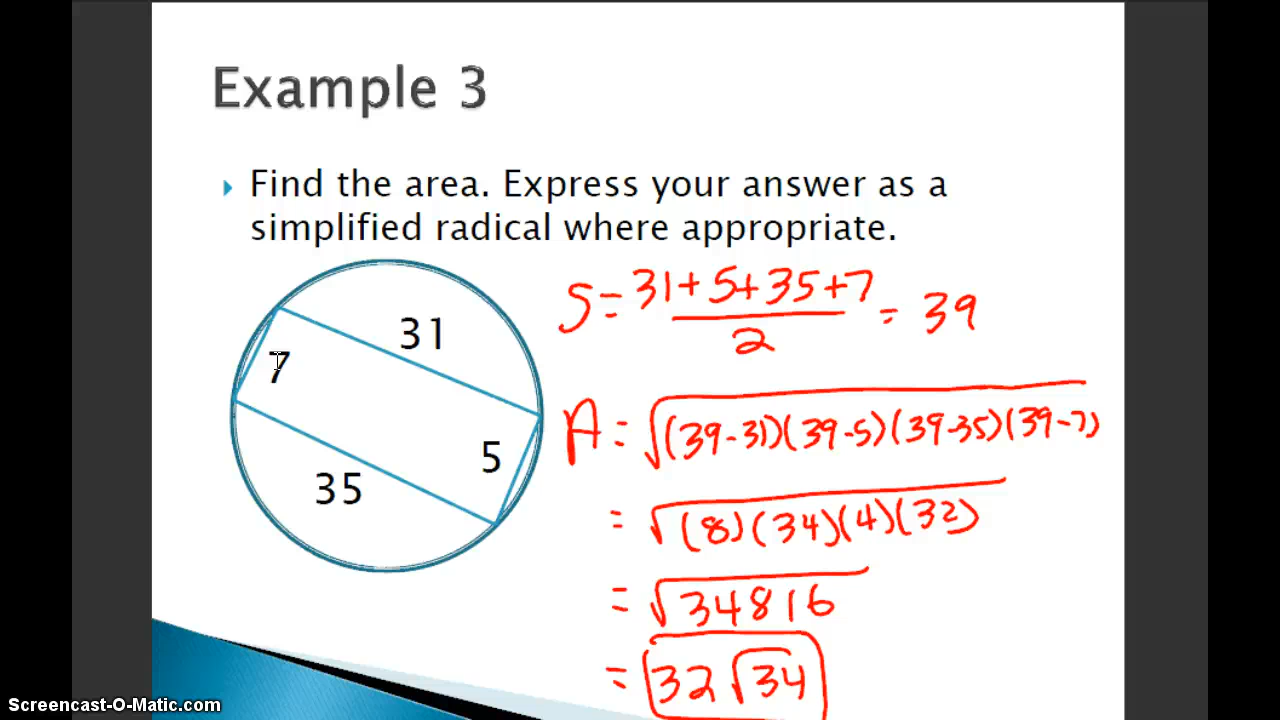 Example 3
Find the area. Express your answer as a
simplified radical where appropriate.
31
7
5
35
S = 31+5+35+7 / 2 = 39
A = √(39-31)(39-5)(39-35)(39-7)
= √(8)(34)(4)(32)
= √34816
= 32√34
Screencast-O-Matic.com